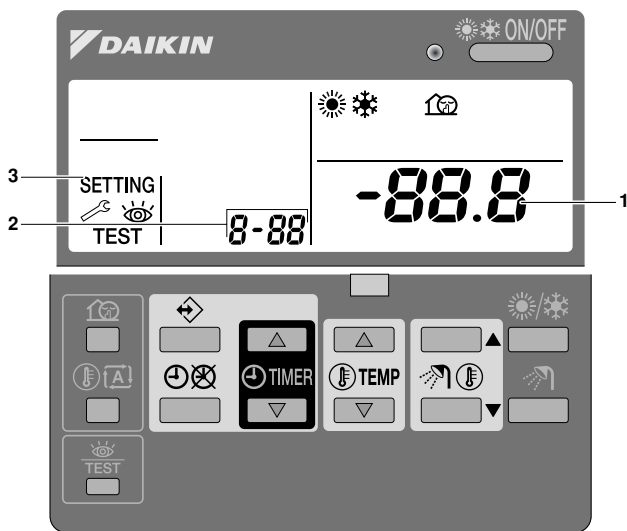 DAIKIN
ON/OFF
3
SETTING
-88.8
1
2
8-88
TEST
TIMER
TEMP
A
TEST